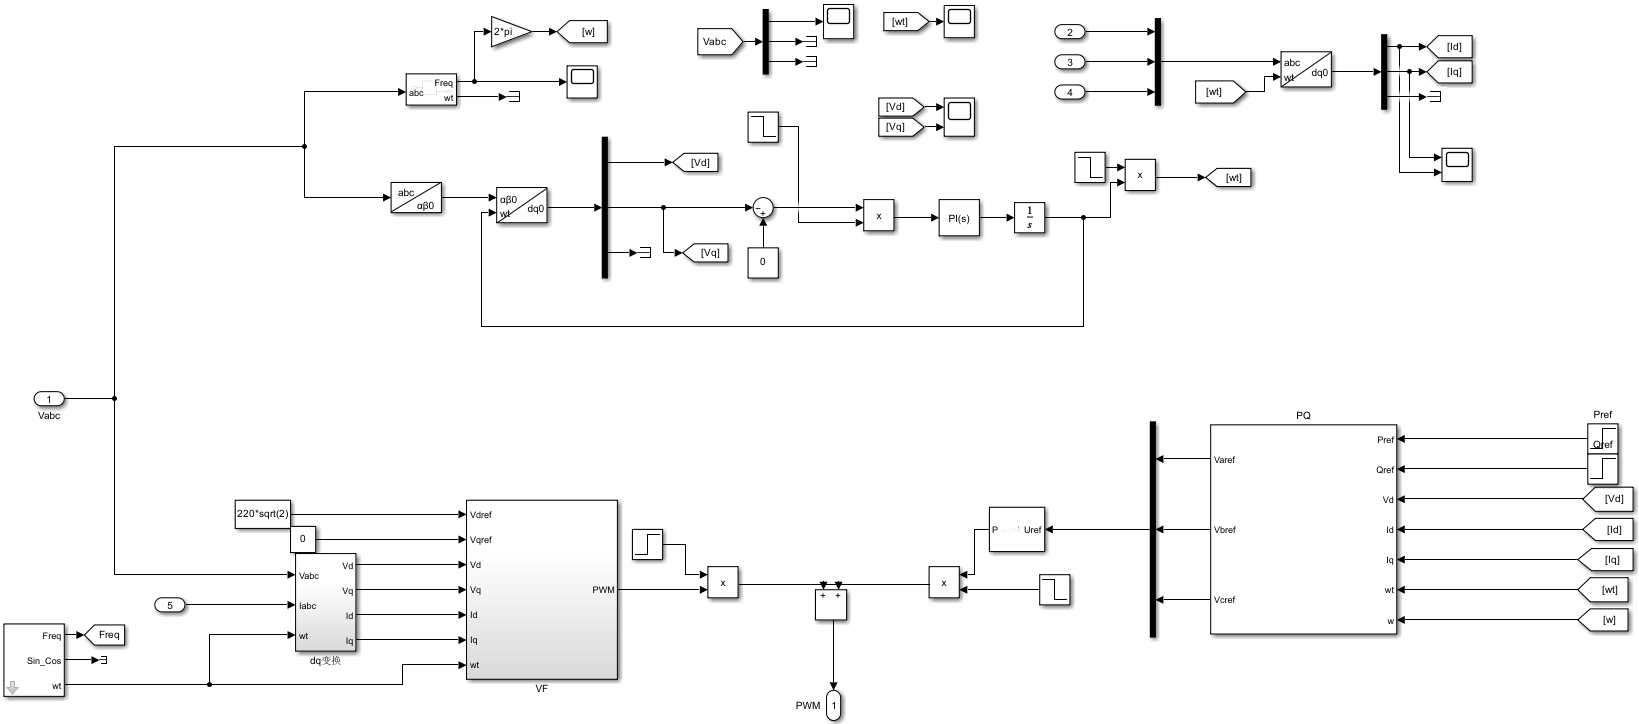 2*pi
[w]
Freq
abc
wt
Vabc
[wt]
2
3
4
abc
wt
dq0
[wt]
[Id]
[Iq]
[Vd]
[Vq]
abc
αβ0
αβ0
wt
dq0
[Vd]
[Vq]
−
+
0
x
PI(s)
1
s
x
[wt]
1
Vabc
220*sqrt(2)
0
Vabc
Iabc
wt
Vd
Vq
Id
Iq
dq变换
5
Freq
Sin_Cos
wt
Freq
Vdref
Vqref
Vd
Vq
Id
Iq
wt
PWM
VF
x
+ +
PWM
1
x
P
Uref
PQ
Varef
Vbref
Vcref
Pref
Qref
Vd
Id
Iq
wt
w
Pref
Qref
[Vd]
[Id]
[Iq]
[wt]
[w]